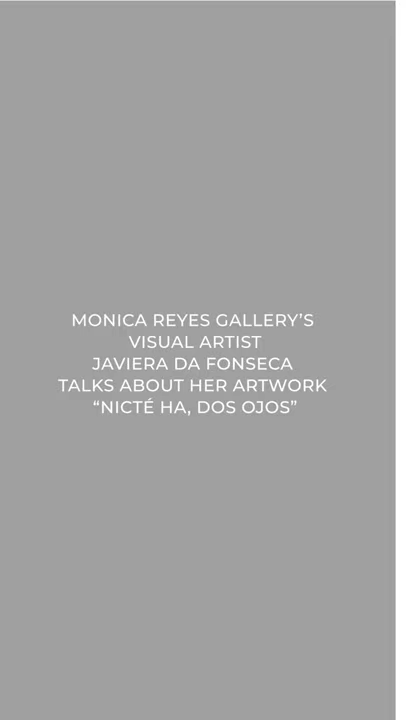 MONICA REYES GALLERY’S
VISUAL ARTIST
JAVIERA DA FONSECA
TALKS ABOUT HER ARTWORK
“NICTÉ HA, DOS OJOS”